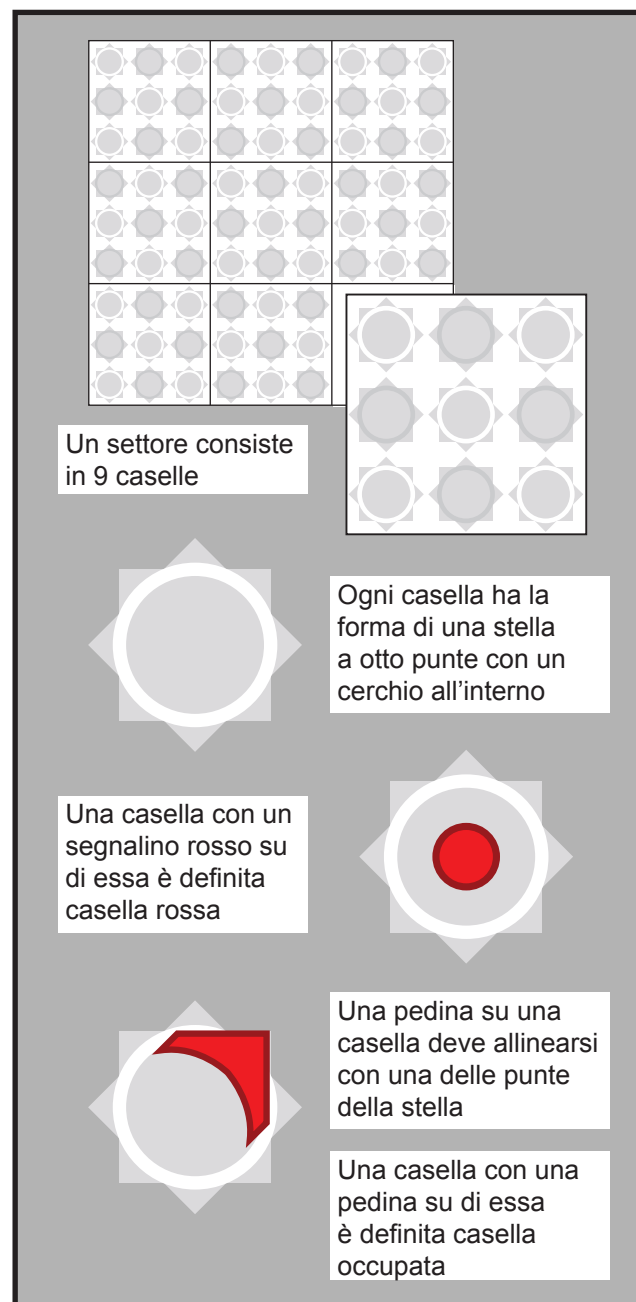 Un settore consiste
in 9 caselle
Ogni casella ha la
forma di una stella
a otto punte con un
cerchio all'interno
Una casella con un
segnalino rosso su
di essa è definita
casella rossa
Una pedina su una
casella deve allinearsi
con una delle punte
della stella
Una casella con una
pedina su di essa
è definita casella
occupata